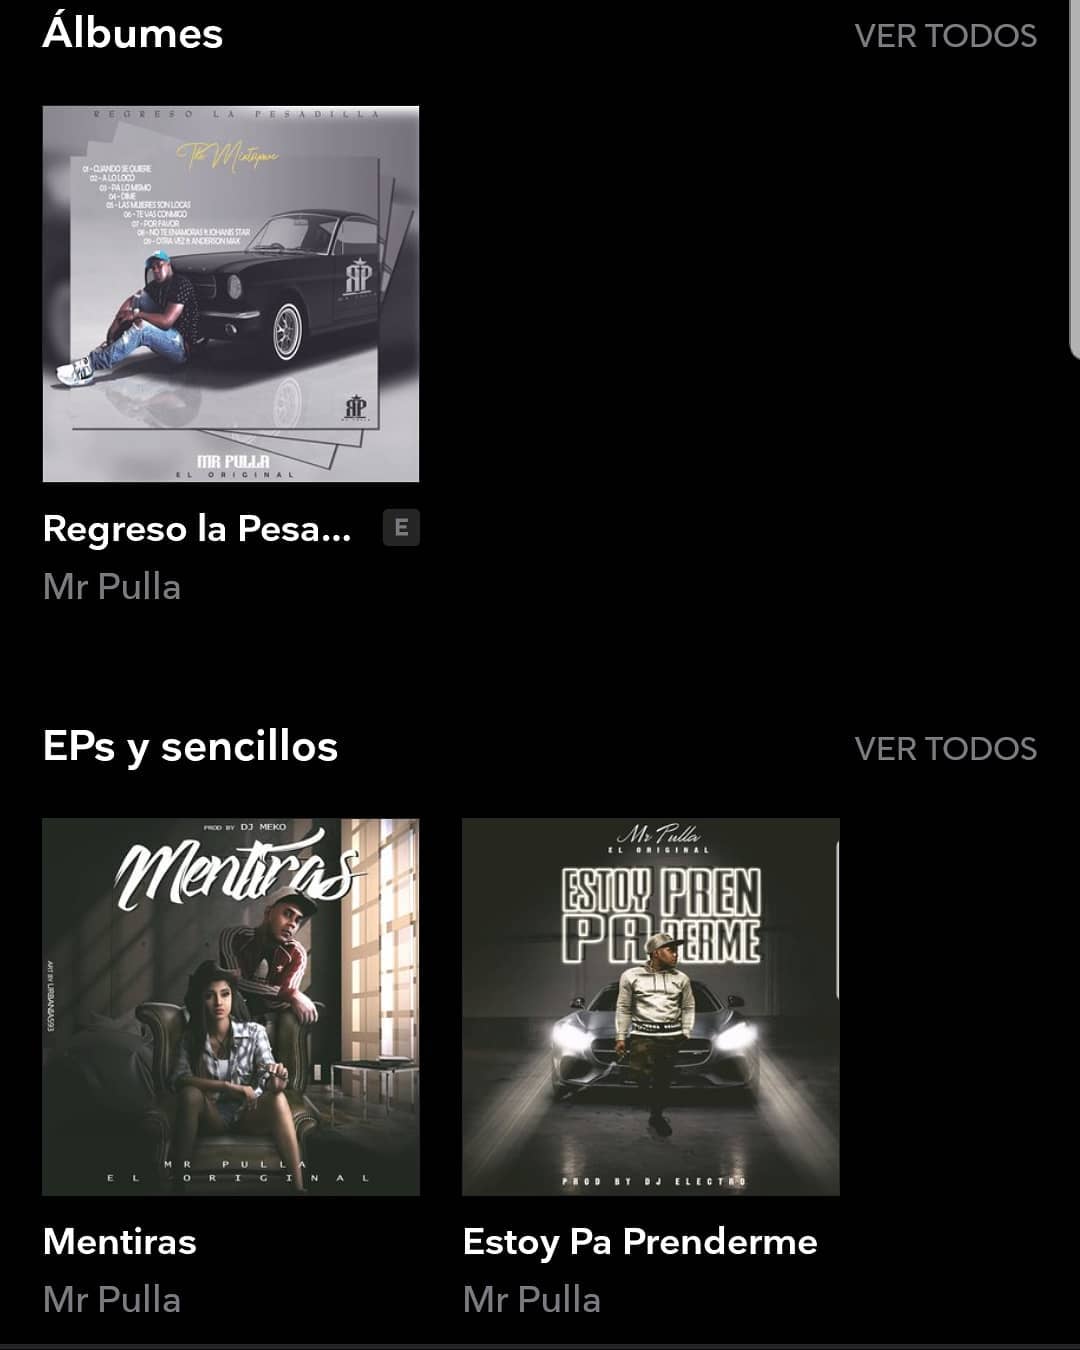 Álbumes
VER TODOS
REGRESO LA PESADILLA
The Mixtape
01 - CUANDO SE QUIERE
02 - A LO LOCO
03 - PA LO MISMO
04 - DIME
05 - LAS MUJERES SON LOCAS
06 - TE VAS CONMIGO
07 - POR FAVOR
08 - NO TE ENAMORAS ft JOHANIS STAR
09 - OTRA VEZ ft ANDERSON MAX
RP
MR PULLA
RP
MR PULLA
EL ORIGINAL
Regreso la Pesa...
E
Mr Pulla
EPs y sencillos
VER TODOS
PROD BY DJ MEKO
Mentiras
ART BY URBANIAS93
MR PULLA
EL ORIGINAL
Mr Pulla
EL ORIGINAL
ESTOY PREN
PA DERME
PROD BY DJ ELECTRO
Mentiras
Estoy Pa Prenderme
Mr Pulla
Mr Pulla